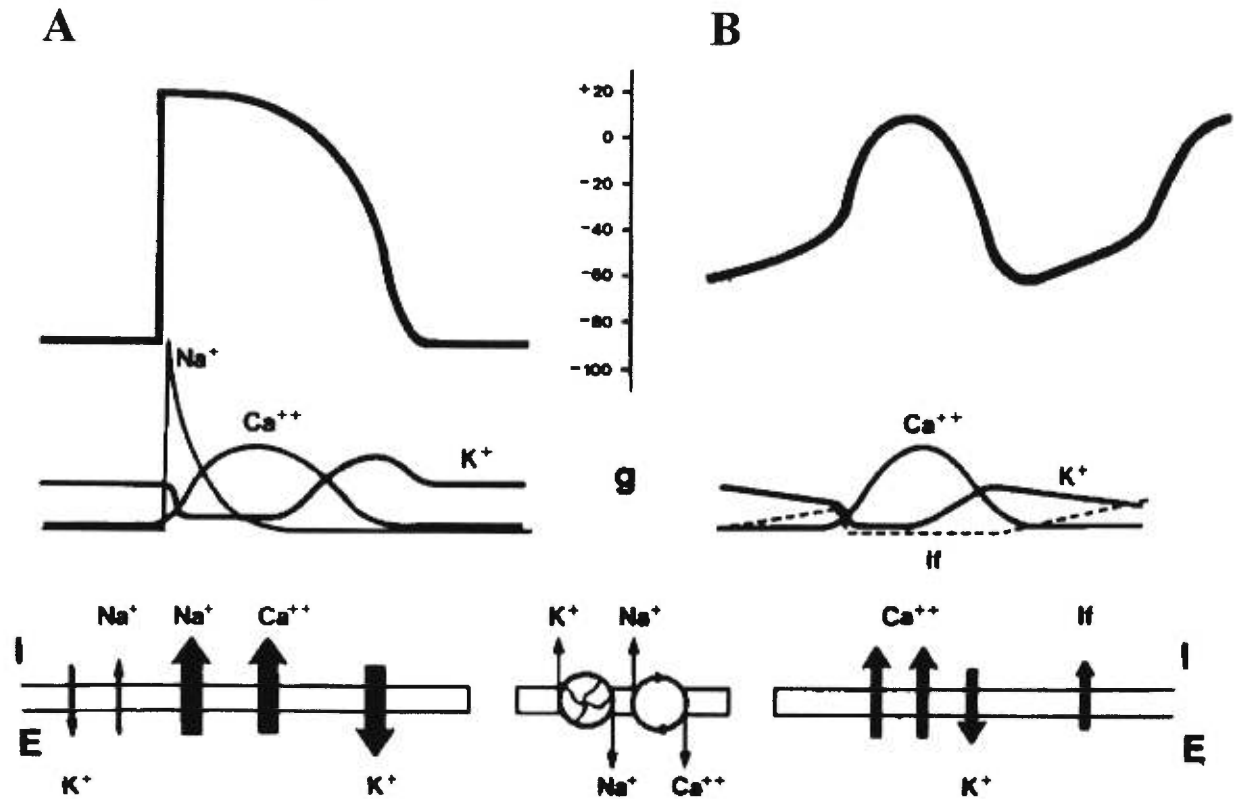 A
B
+20
0
-20
-40
-60
-80
-100
Na⁺
Ca⁺⁺
K⁺
g
Ca⁺⁺
K⁺
If
Na⁺ Na⁺ Ca⁺⁺
K⁺ Na⁺
Ca⁺⁺ If
I
I
E
E
K⁺ K⁺
Na⁺ Ca⁺⁺
K⁺